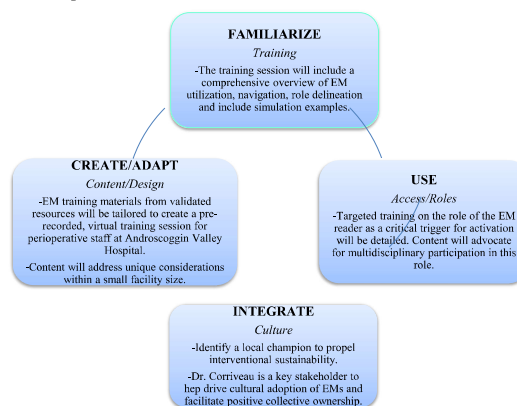 FAMILIARIZE
Training
-The training session will include a
comprehensive overview of EM
utilization, navigation, role delineation
and include simulation examples.
CREATE/ADAPT
Content/Design
-EM training materials from validated
resources will be tailored to create a pre-
recorded, virtual training session for
perioperative staff at Androscoggin Valley
Hospital.
-Content will address unique considerations
within a small facility size.
USE
Access/Roles
-Targeted training on the role of the EM
reader as a critical trigger for activation
will be detailed. Content will advocate
for multidisciplinary participation in this
role.
INTEGRATE
Culture
-Identify a local champion to propel
interventional sustainability.
-Dr. Corriveau is a key stakeholder to
hep drive cultural adoption of EMs and
facilitate positive collective ownership.